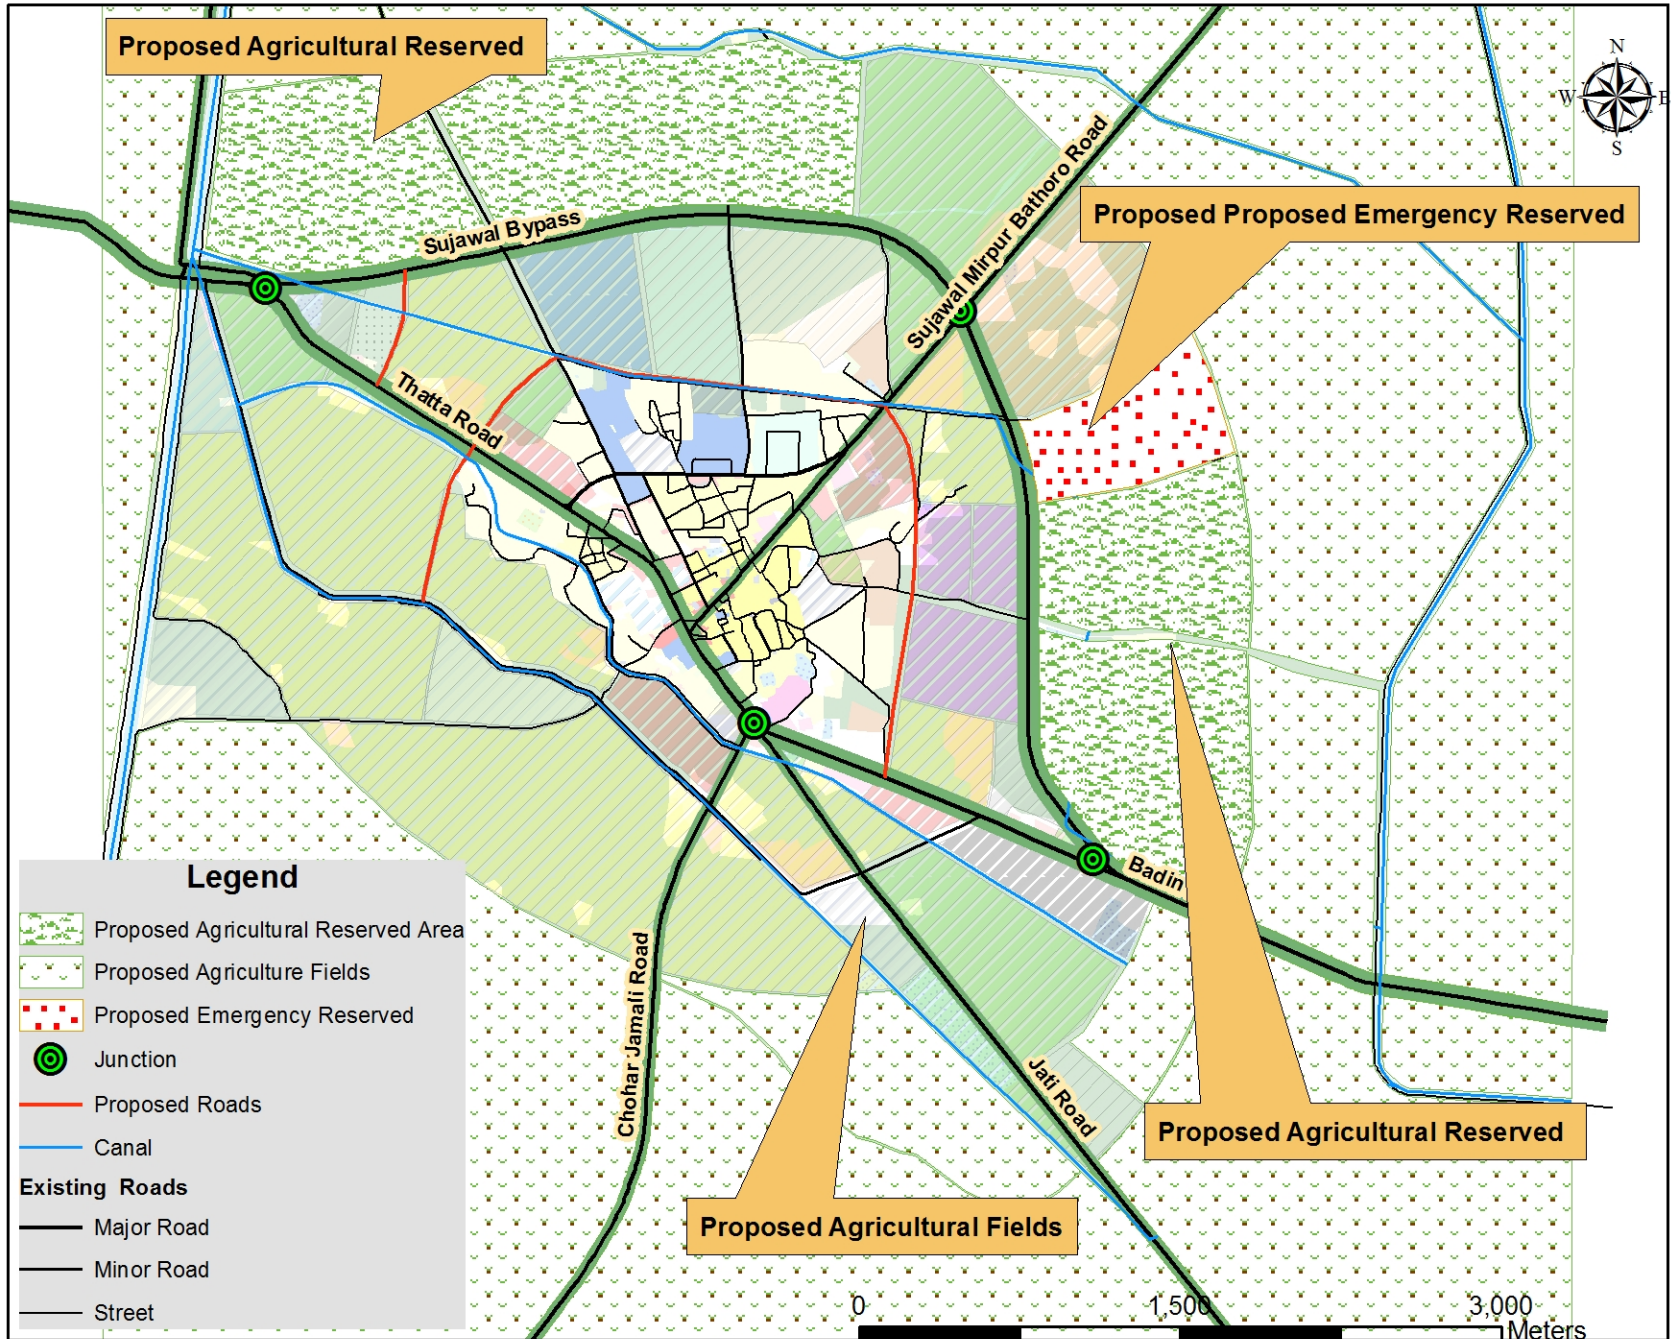 Proposed Agricultural Reserved
N
W
E
S
Proposed Proposed Emergency Reserved
Sujawal Bypass
Sujawal Mirpur Bathoro Road
Thatta Road
Badin
Chohar Jamali Road
Jati Road
Proposed Agricultural Reserved
Proposed Agricultural Fields
Legend
Proposed Agricultural Reserved Area
Proposed Agriculture Fields
Proposed Emergency Reserved
Junction
Proposed Roads
Canal
Existing Roads
Major Road
Minor Road
Street
0 1,500 3,000
Meters